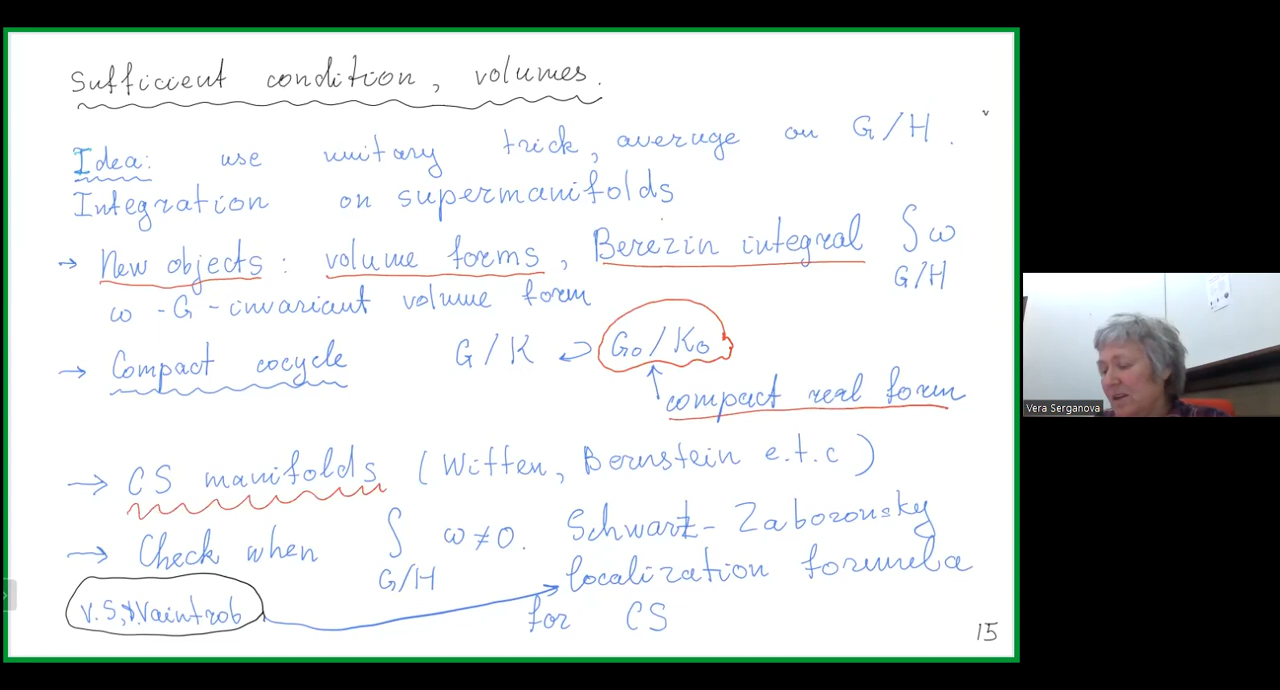 Sufficient condition, volumes.
Idea: use unitary trick, average on G/H.
Integration on supermanifolds
→ New objects: volume forms, Berezin integral ∫ ω
G/H
ω - G - invariant volume form
→ Compact cocycle G/K ↩ G₀/K₀
compact real form
→ CS manifolds (Witten, Bernstein e.t.c)
→ Check when ∫ ω ≠ 0. Schwartz - Zaboronsky
G/H localization formula
V.S, Vaintrob for CS
15
Vera Serganova